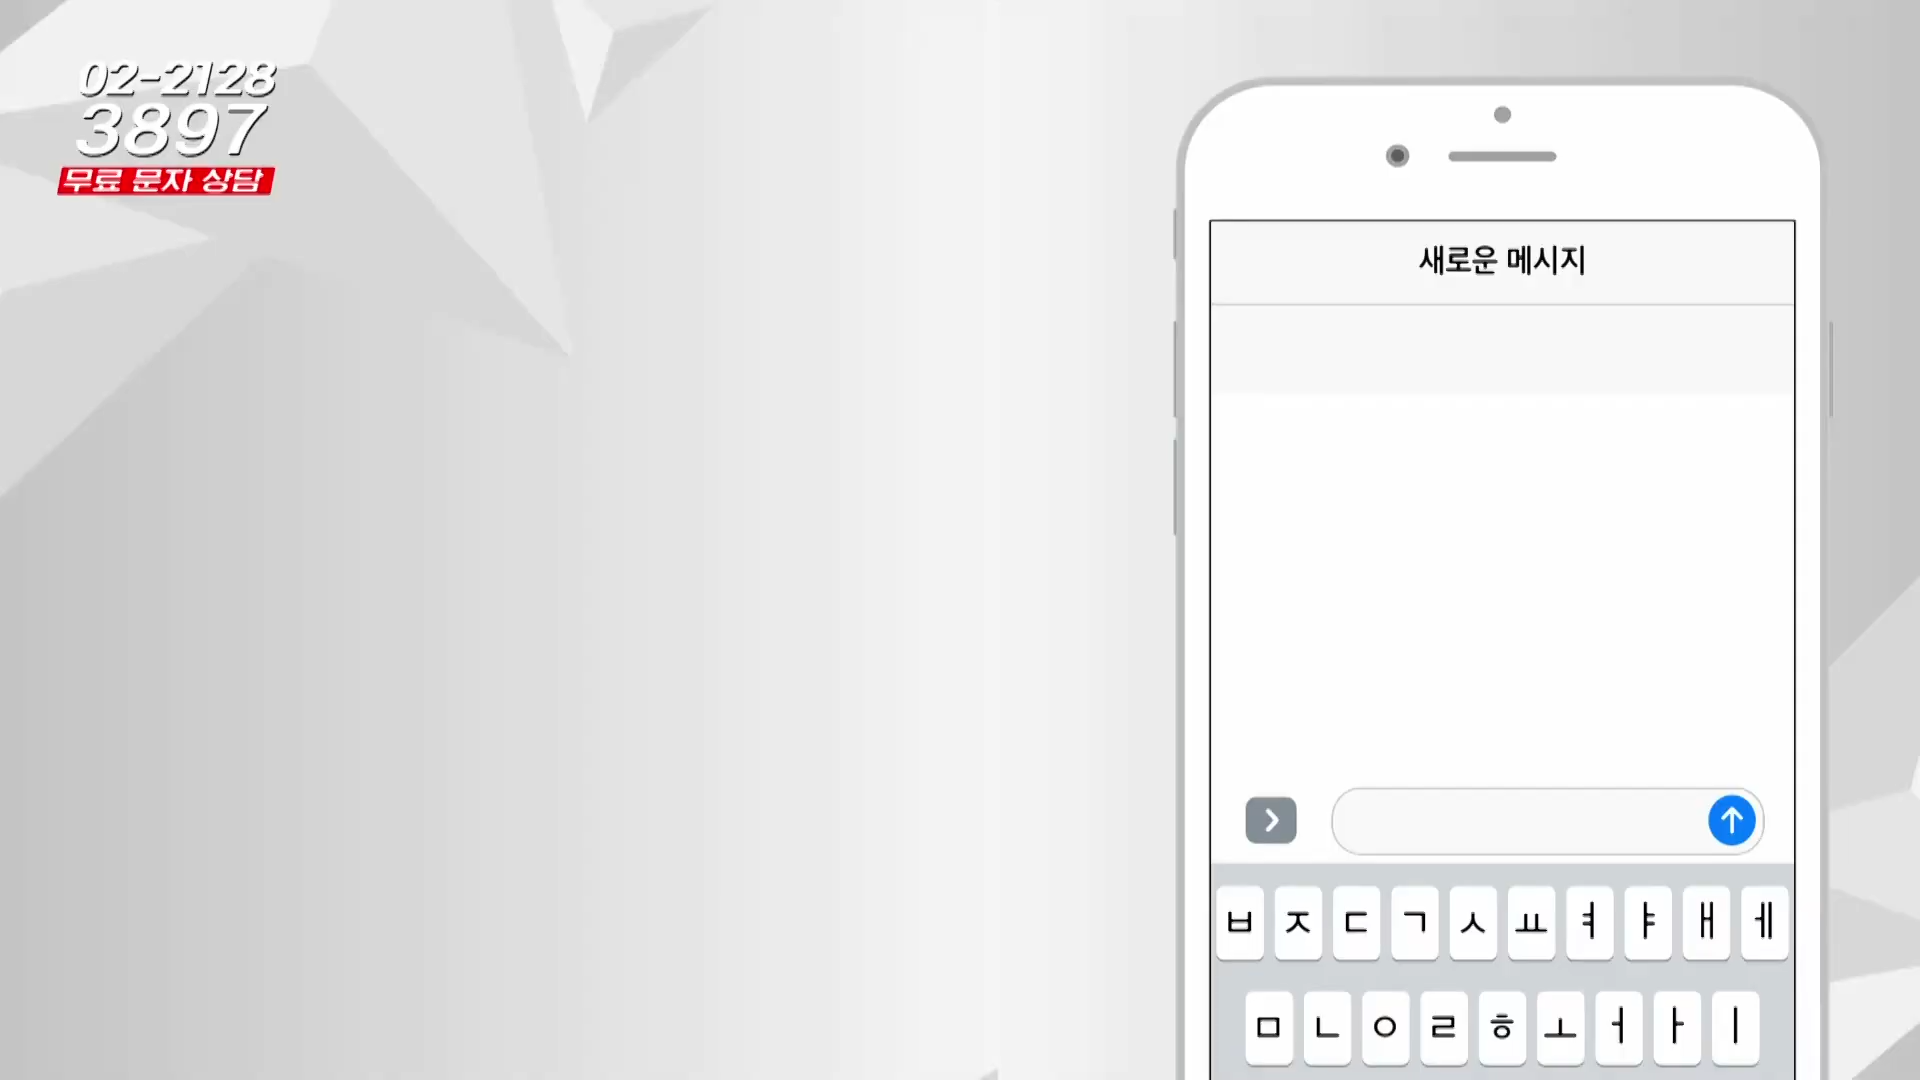 02-2128
3897
무료 문자 상담
새로운 메시지
ㅂ ㅈ ㄷ ㄱ ㅅ ㅛ ㅕ ㅑ ㅐ ㅔ
ㅁ ㄴ ㅇ ㄹ ㅎ ㅗ ㅓ ㅏ ㅣ